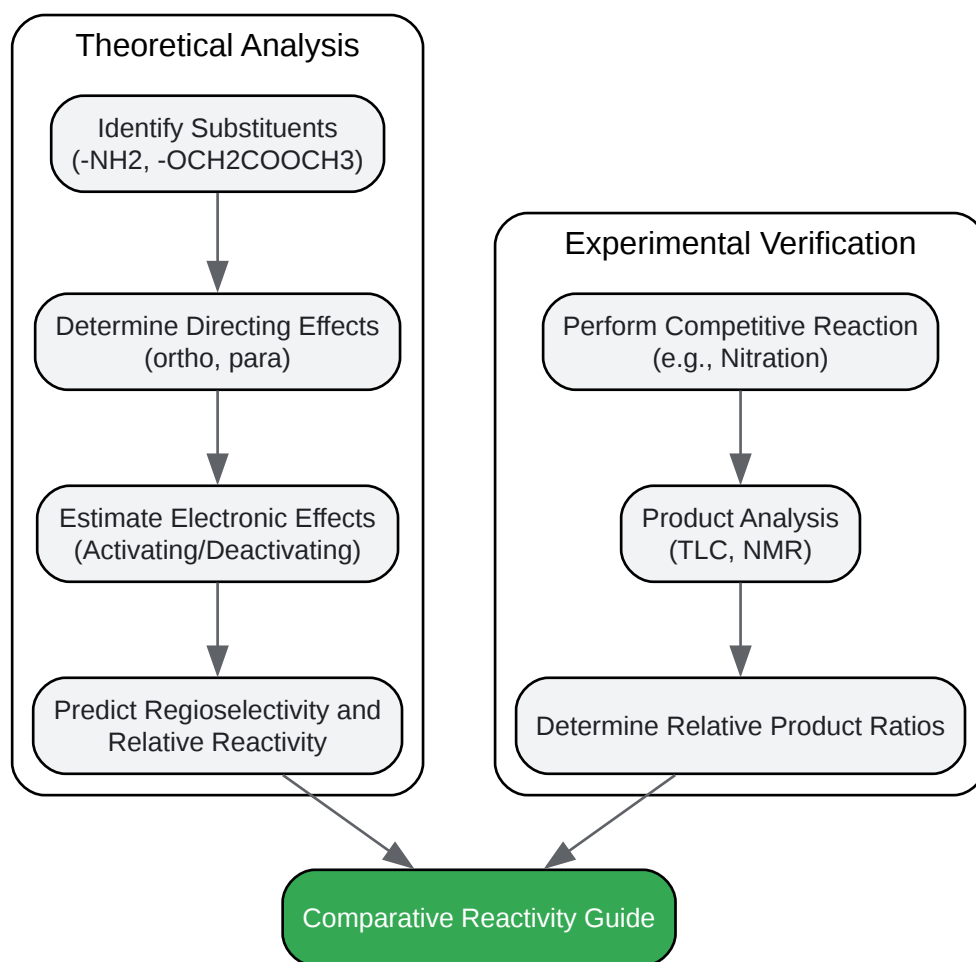 Theoretical Analysis
Identify Substituents
(-NH2, -OCH2COOCH3)
Determine Directing Effects
(ortho, para)
Estimate Electronic Effects
(Activating/Deactivating)
Predict Regioselectivity and
Relative Reactivity
Experimental Verification
Perform Competitive Reaction
(e.g., Nitration)
Product Analysis
(TLC, NMR)
Determine Relative Product Ratios
Comparative Reactivity Guide